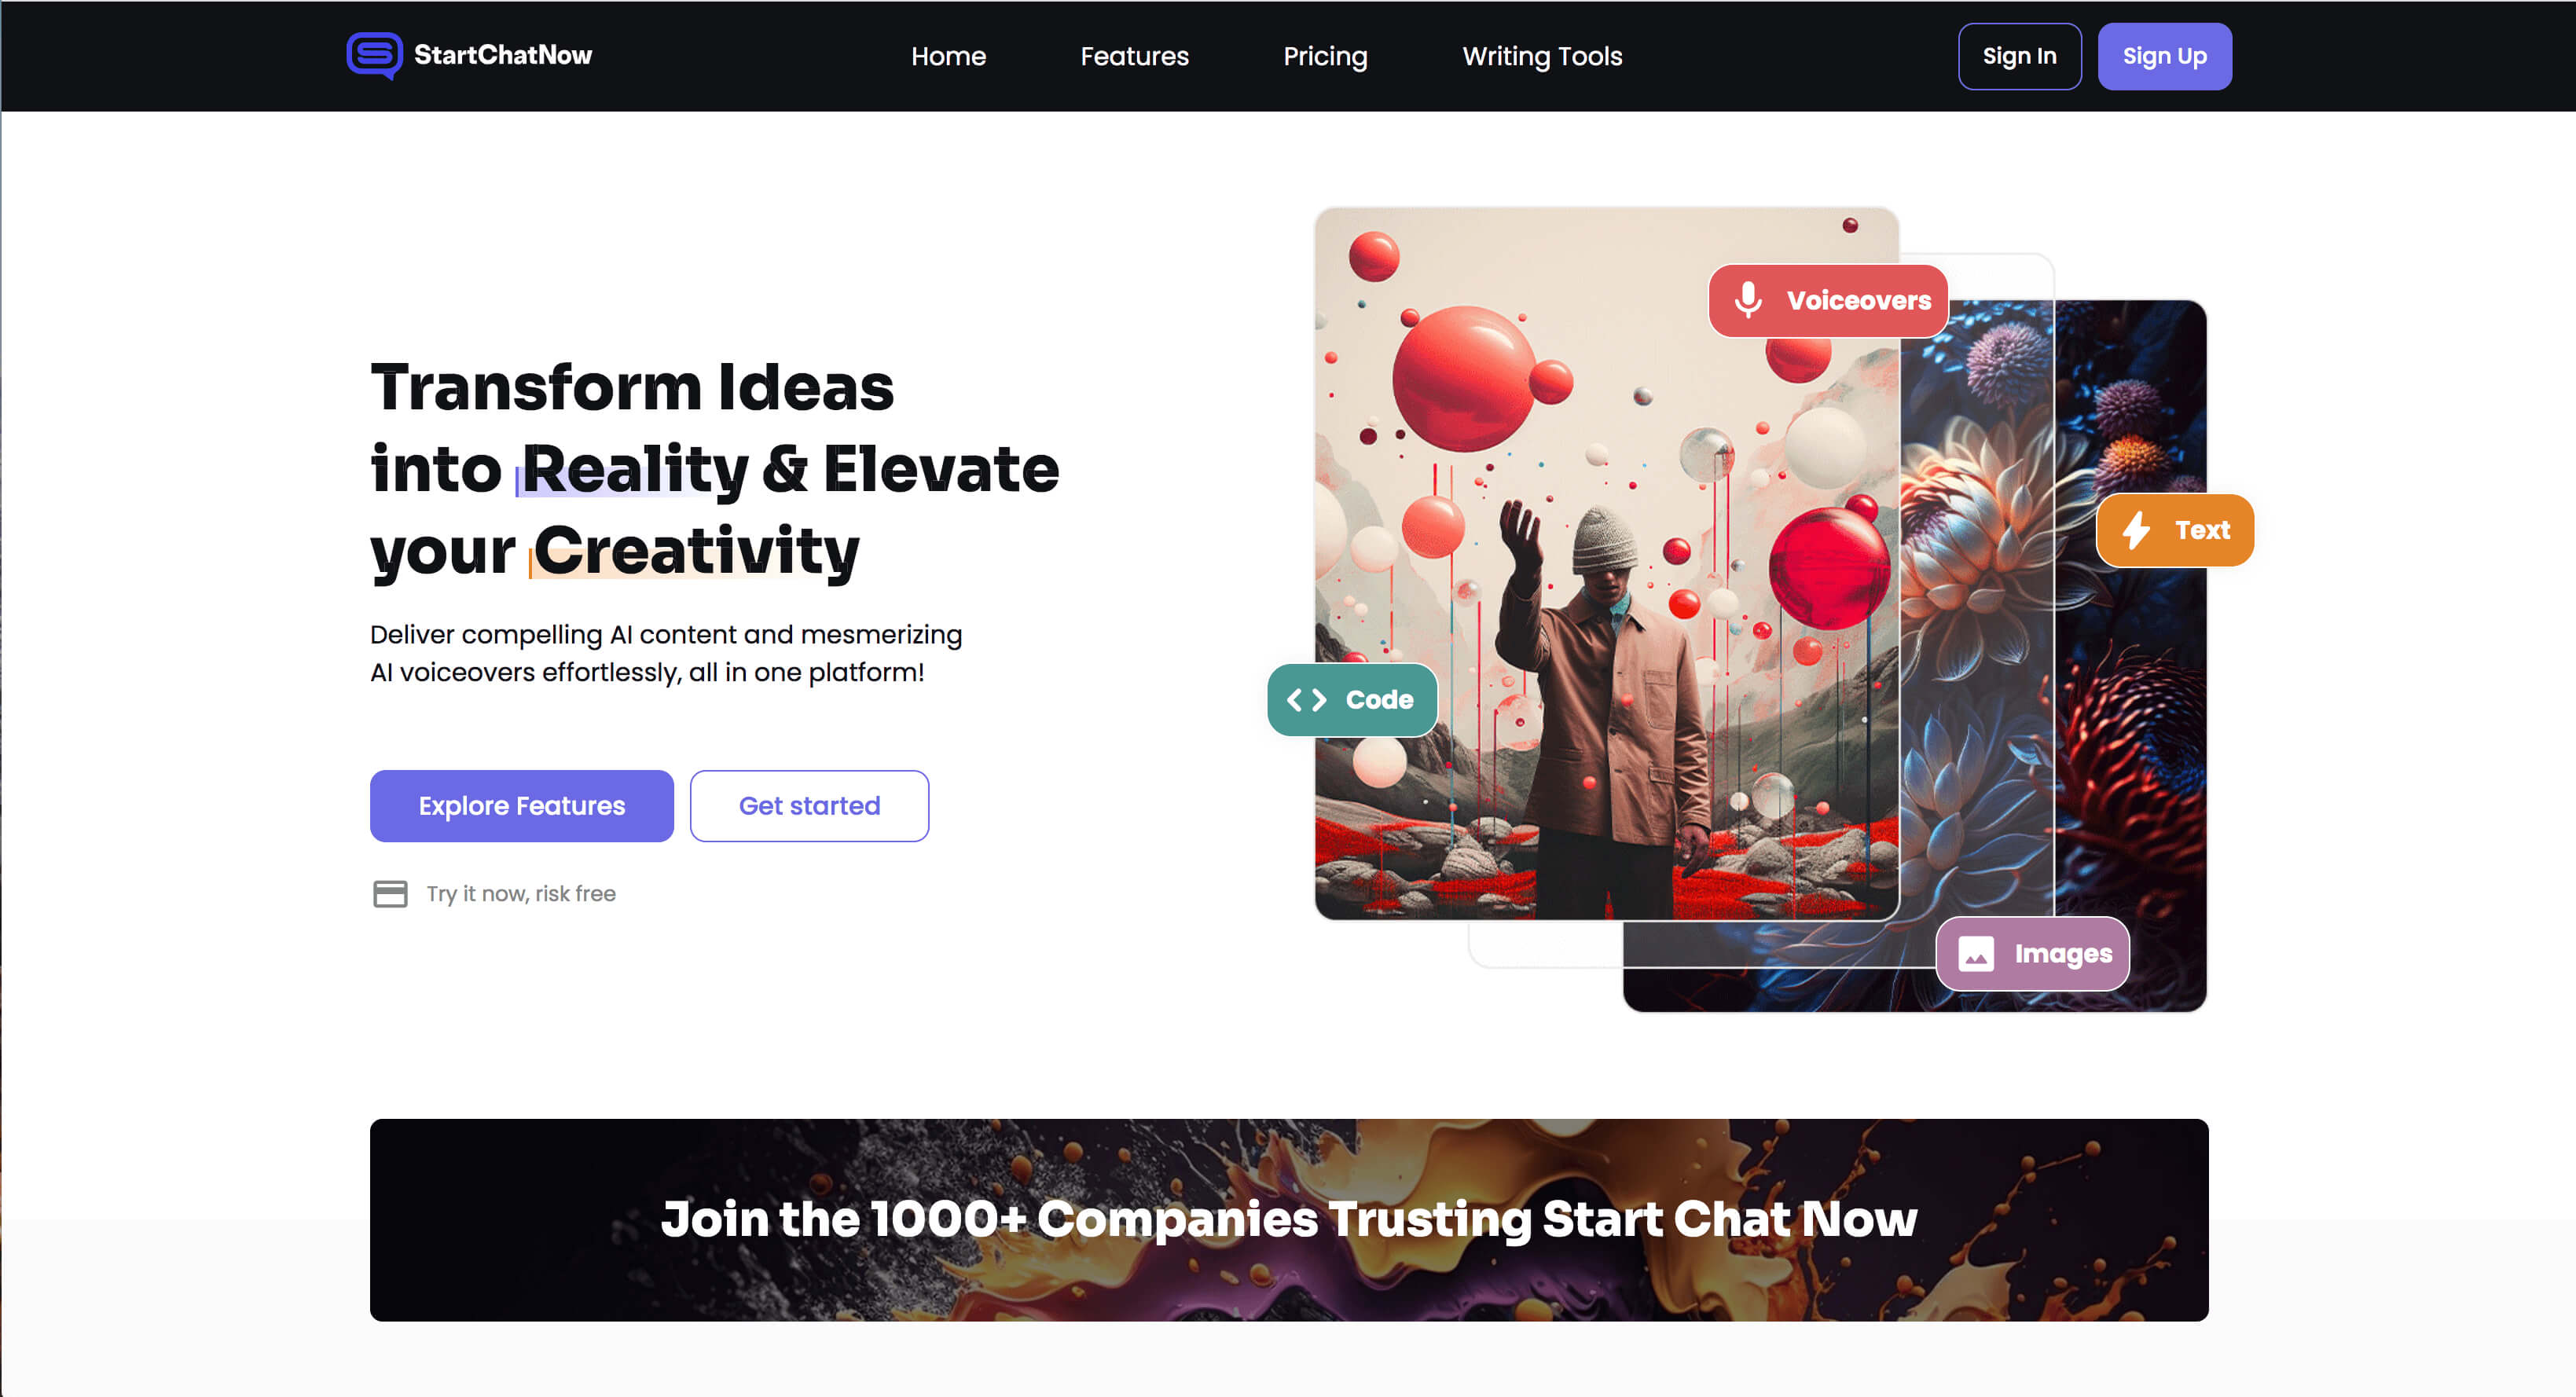 StartChatNow
Home
Features
Pricing
Writing Tools
Sign In
Sign Up
Transform Ideas
into Reality & Elevate
your Creativity
Deliver compelling AI content and mesmerizing
AI voiceovers effortlessly, all in one platform!
Explore Features
Get started
Try it now, risk free
Voiceovers
Text
Code
Images
Join the 1000+ Companies Trusting Start Chat Now